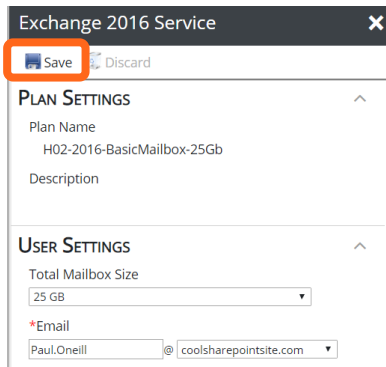 Exchange 2016 Service
Save Discard
PLAN SETTINGS
Plan Name
H02-2016-BasicMailbox-25Gb
Description
USER SETTINGS
Total Mailbox Size
25 GB
*Email
Paul.Oneill @ coolsharepointsite.com